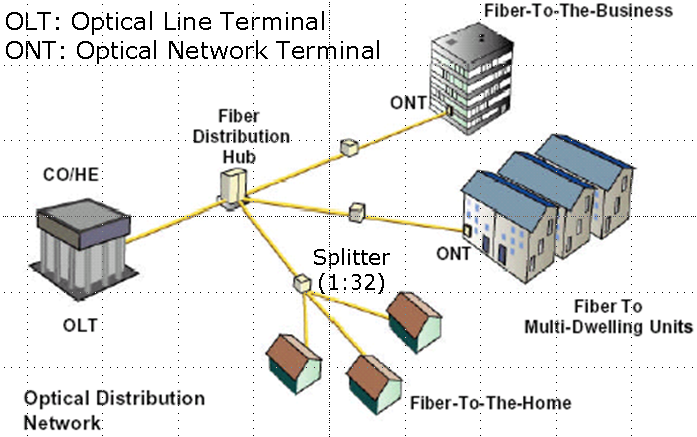 OLT: Optical Line Terminal
ONT: Optical Network Terminal
Fiber-To-The-Business
ONT
Fiber
Distribution
Hub
CO/HE
OLT
Splitter
(1:32)
ONT
Fiber To
Multi-Dwelling Units
Fiber-To-The-Home
Optical Distribution
Network